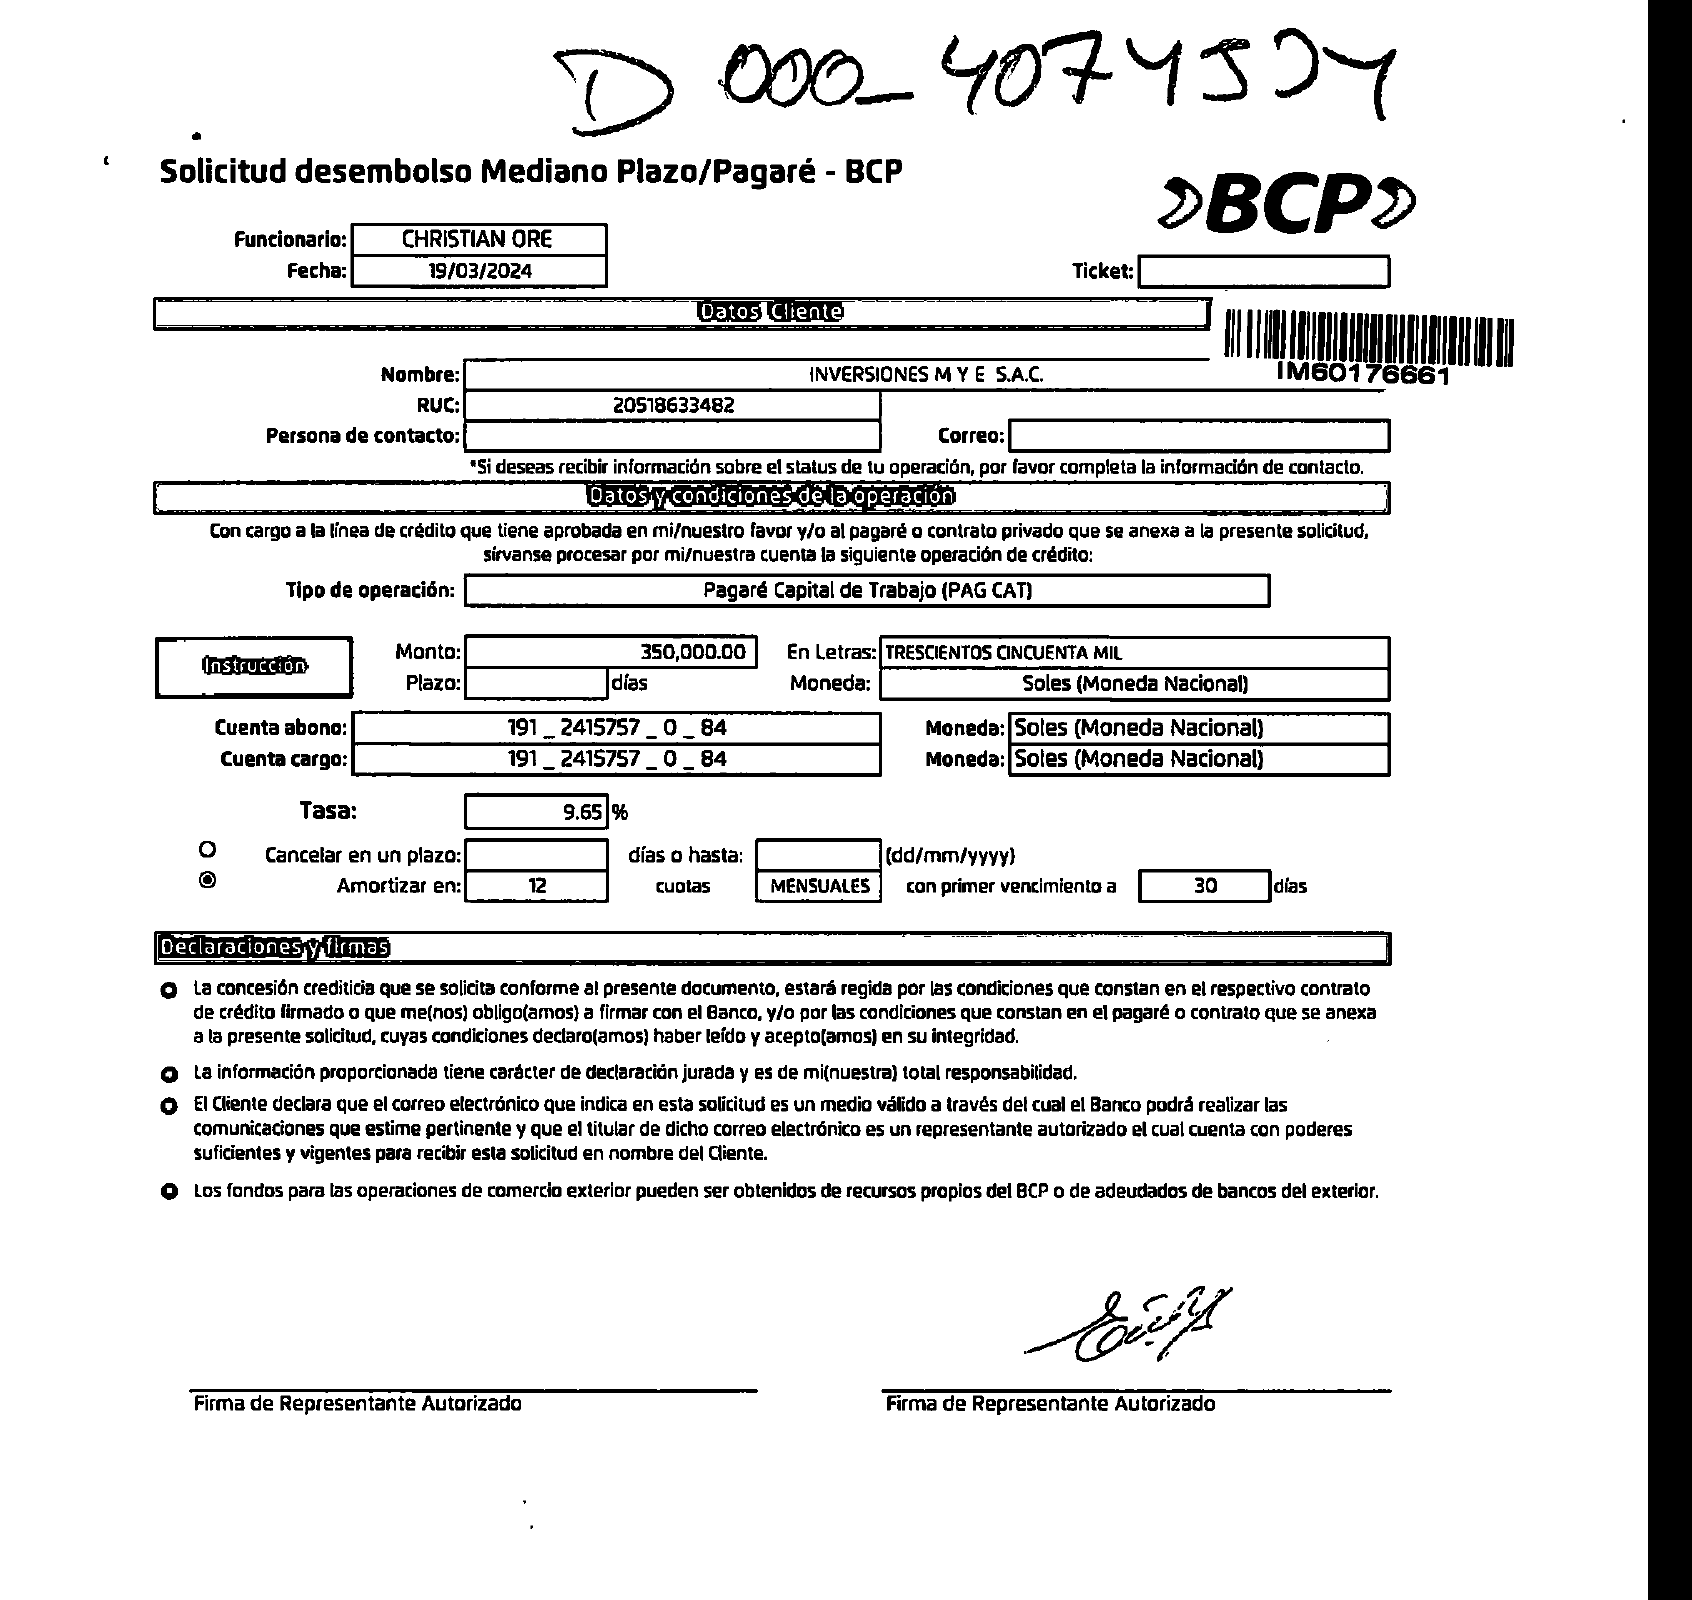 D 000_4074574
Solicitud desembolso Mediano Plazo/Pagaré - BCP
BCP
Funcionario: CHRISTIAN ORE
Fecha: 19/03/2024
Ticket:
Datos Cliente
IM60176661
Nombre: INVERSIONES M Y E S.A.C.
RUC: 20518633482
Persona de contacto: Correo:
*Si deseas recibir información sobre el status de tu operación, por favor completa la información de contacto.
Datos y condiciones de la operación
Con cargo a la línea de crédito que tiene aprobada en mi/nuestro favor y/o al pagaré o contrato privado que se anexa a la presente solicitud,
sírvanse procesar por mi/nuestra cuenta la siguiente operación de crédito:
Tipo de operación: Pagaré Capital de Trabajo (PAG CAT)
Instrucción
Monto: 350,000.00 En Letras: TRESCIENTOS CINCUENTA MIL
Plazo: días Moneda: Soles (Moneda Nacional)
Cuenta abono: 191 _ 2415757 _ 0 _ 84 Moneda: Soles (Moneda Nacional)
Cuenta cargo: 191 _ 2415757 _ 0 _ 84 Moneda: Soles (Moneda Nacional)
Tasa: 9.65 %
Cancelar en un plazo: días o hasta: (dd/mm/yyyy)
Amortizar en: 12 cuotas MENSUALES con primer vencimiento a 30 días
Declaraciones y firmas
La concesión crediticia que se solicita conforme al presente documento, estará regida por las condiciones que constan en el respectivo contrato
de crédito firmado o que me(nos) obligo(amos) a firmar con el Banco, y/o por las condiciones que constan en el pagaré o contrato que se anexa
a la presente solicitud, cuyas condiciones declaro(amos) haber leído y acepto(amos) en su integridad.
La información proporcionada tiene carácter de declaración jurada y es de mi(nuestra) total responsabilidad.
El Cliente declara que el correo electrónico que indica en esta solicitud es un medio válido a través del cual el Banco podrá realizar las
comunicaciones que estime pertinente y que el titular de dicho correo electrónico es un representante autorizado el cual cuenta con poderes
suficientes y vigentes para recibir esta solicitud en nombre del Cliente.
Los fondos para las operaciones de comercio exterior pueden ser obtenidos de recursos propios del BCP o de adeudados de bancos del exterior.
Firma de Representante Autorizado
Firma de Representante Autorizado